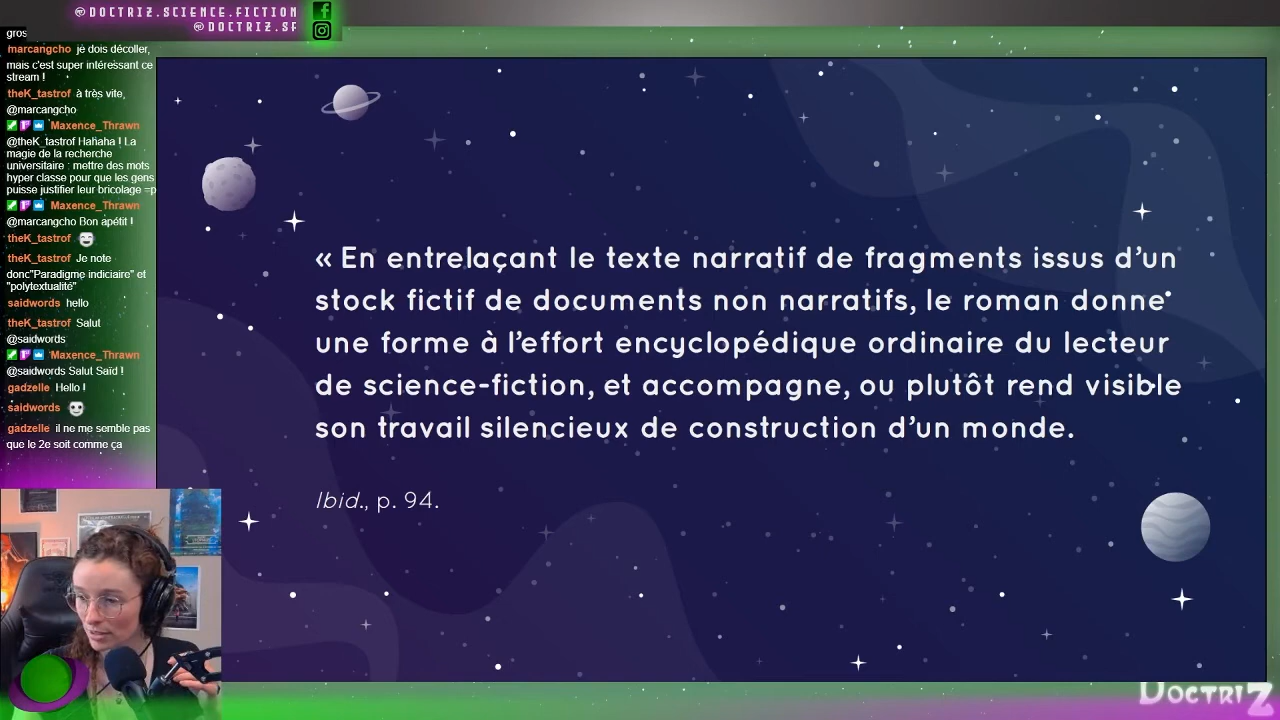 @DOCTRIZ.SCIENCE.FICTION
@DOCTRIZ.SF
gros
marcangcho je dois décoller,
mais c'est super intéressant ce
stream !
theK_tastrof à très vite,
@marcangcho
Maxence_Thrawn
@theK_tastrof Hahaha ! La
magie de la recherche
universitaire : mettre des mots
hyper classe pour que les gens
puisse justifier leur bricolage =p
Maxence_Thrawn
@marcangcho Bon apétit !
theK_tastrof
theK_tastrof Je note
donc"Paradigme indiciaire" et
"polytextualité"
saidwords hello
theK_tastrof Salut
@saidwords
Maxence_Thrawn
@saidwords Salut Saïd !
gadzelle Hello !
saidwords
gadzelle il ne me semble pas
que le 2e soit comme ça
« En entrelaçant le texte narratif de fragments issus d'un
stock fictif de documents non narratifs, le roman donne
une forme à l'effort encyclopédique ordinaire du lecteur
de science-fiction, et accompagne, ou plutôt rend visible
son travail silencieux de construction d'un monde.
Ibid., p. 94.
DOCTRIZ